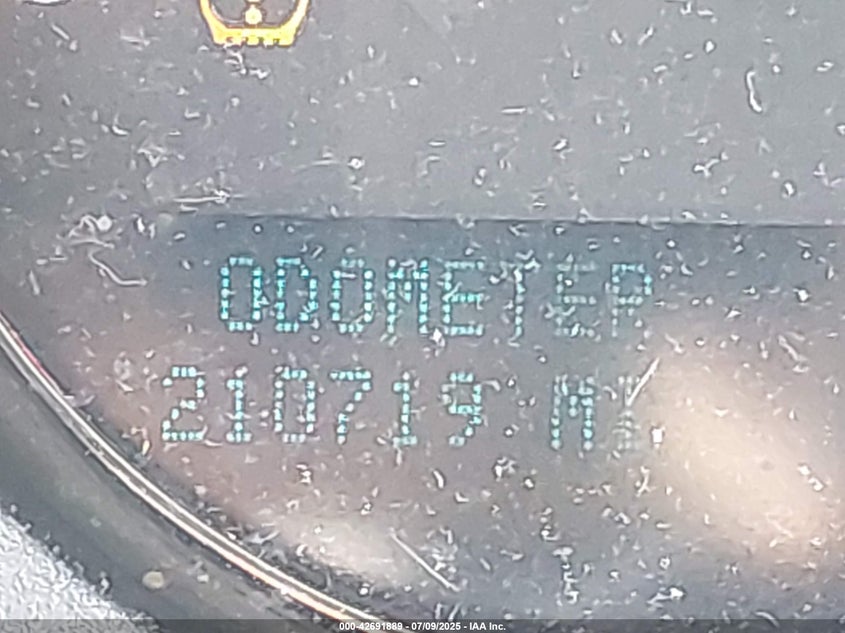 ODOMETER
210719 MI
000-42691889 - 07/09/2025 - IAA Inc.